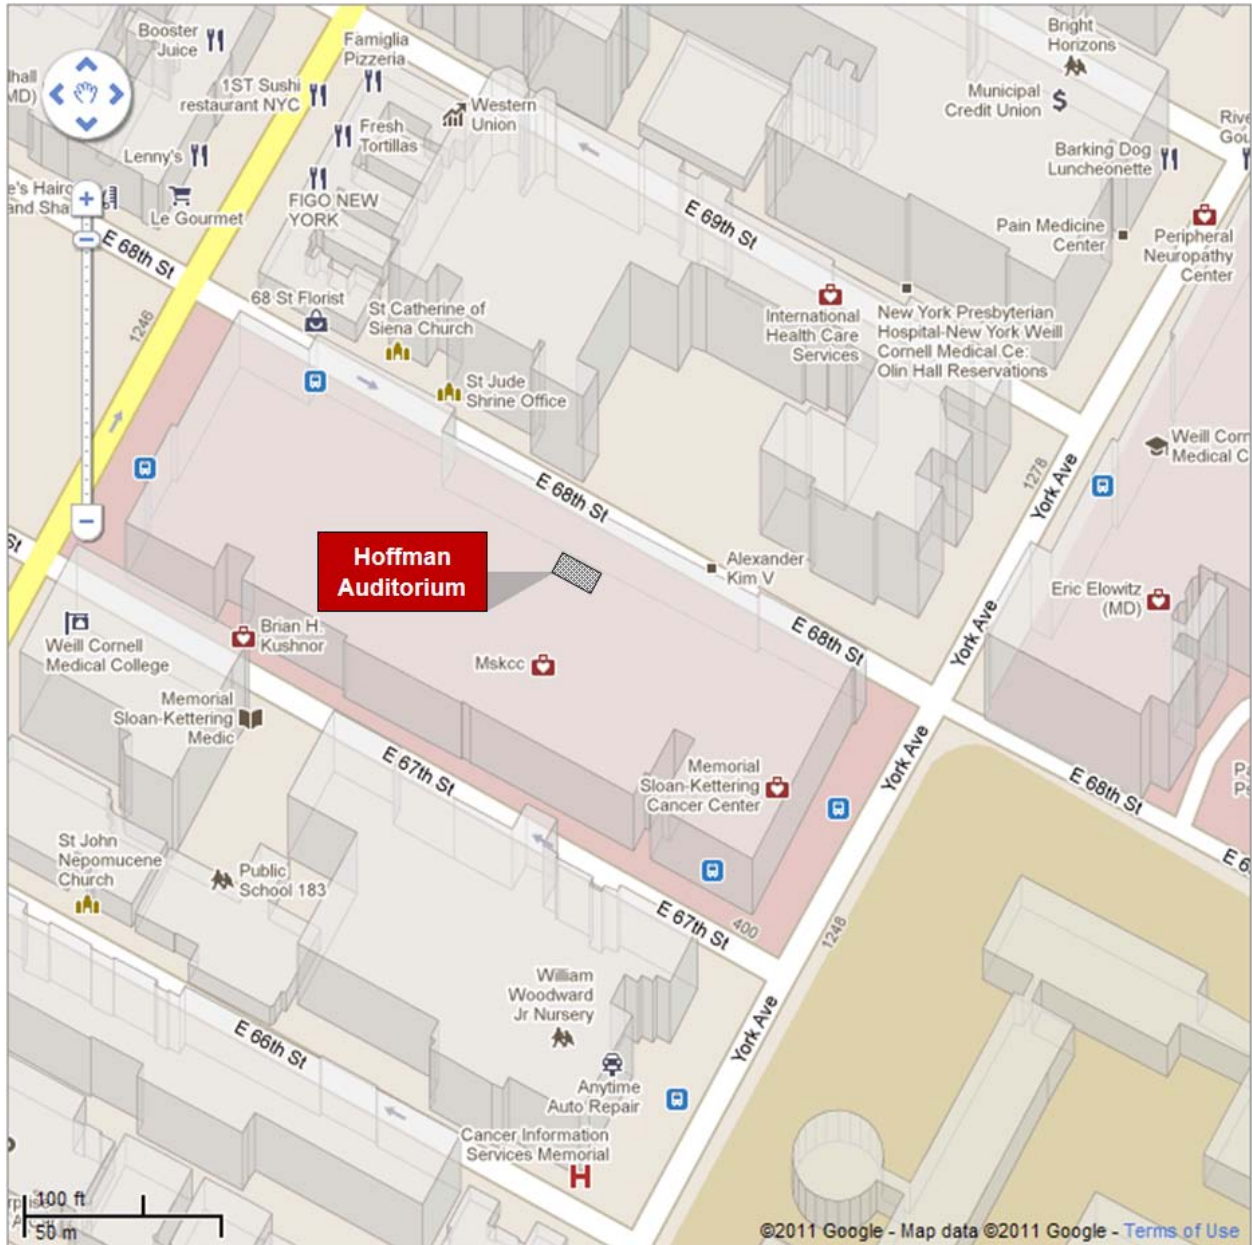 Booster
Juice
Famiglia
Pizzeria
Bright
Horizons
1ST Sushi
restaurant NYC
Western
Union
Municipal
Credit Union
Fresh
Tortillas
Lenny's
Barking Dog
Luncheonette
FIGO NEW
YORK
Le Gourmet
E 69th St
E 68th St
Pain Medicine
Center
Peripheral
Neuropathy
Center
68 St Florist
St Catherine of
Siena Church
International
Health Care
Services
New York Presbyterian
Hospital-New York Weill
Cornell Medical Ce:
Olin Hall Reservations
1246
St Jude
Shrine Office
Weill Corn
Medical C
1278
York Ave
E 68th St
St
Hoffman
Auditorium
Alexander
Kim V
Eric Elowitz
(MD)
York Ave
E 68th St
Brian H.
Kushnor
Weill Cornell
Medical College
Mskcc
Memorial
Sloan-Kettering
Medic
E 67th St
York Ave
Memorial
Sloan-Kettering
Cancer Center
E 68th St
St John
Nepomucene
Church
Public
School 183
400
E 67th St
1248
William
Woodward
Jr Nursery
York Ave
E 66th St
Anytime
Auto Repair
Cancer Information
Services Memorial
H
100 ft
50 m
©2011 Google - Map data ©2011 Google - Terms of Use